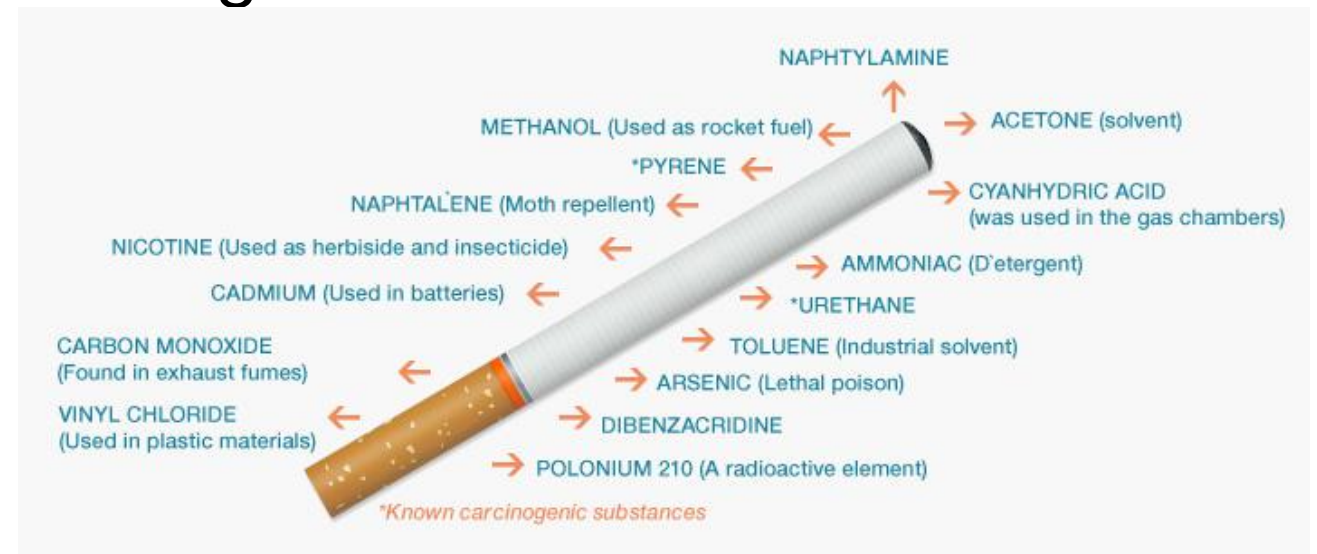 NAPHTYLAMINE
METHANOL (Used as rocket fuel)
ACETONE (solvent)
*PYRENE
CYANHYDRIC ACID
(was used in the gas chambers)
NAPHTAL`ENE (Moth repellent)
NICOTINE (Used as herbiside and insecticide)
AMMONIAC (D`etergent)
CADMIUM (Used in batteries)
*URETHANE
CARBON MONOXIDE
(Found in exhaust fumes)
TOLUENE (Industrial solvent)
ARSENIC (Lethal poison)
VINYL CHLORIDE
(Used in plastic materials)
DIBENZACRIDINE
POLONIUM 210 (A radioactive element)
*Known carcinogenic substances